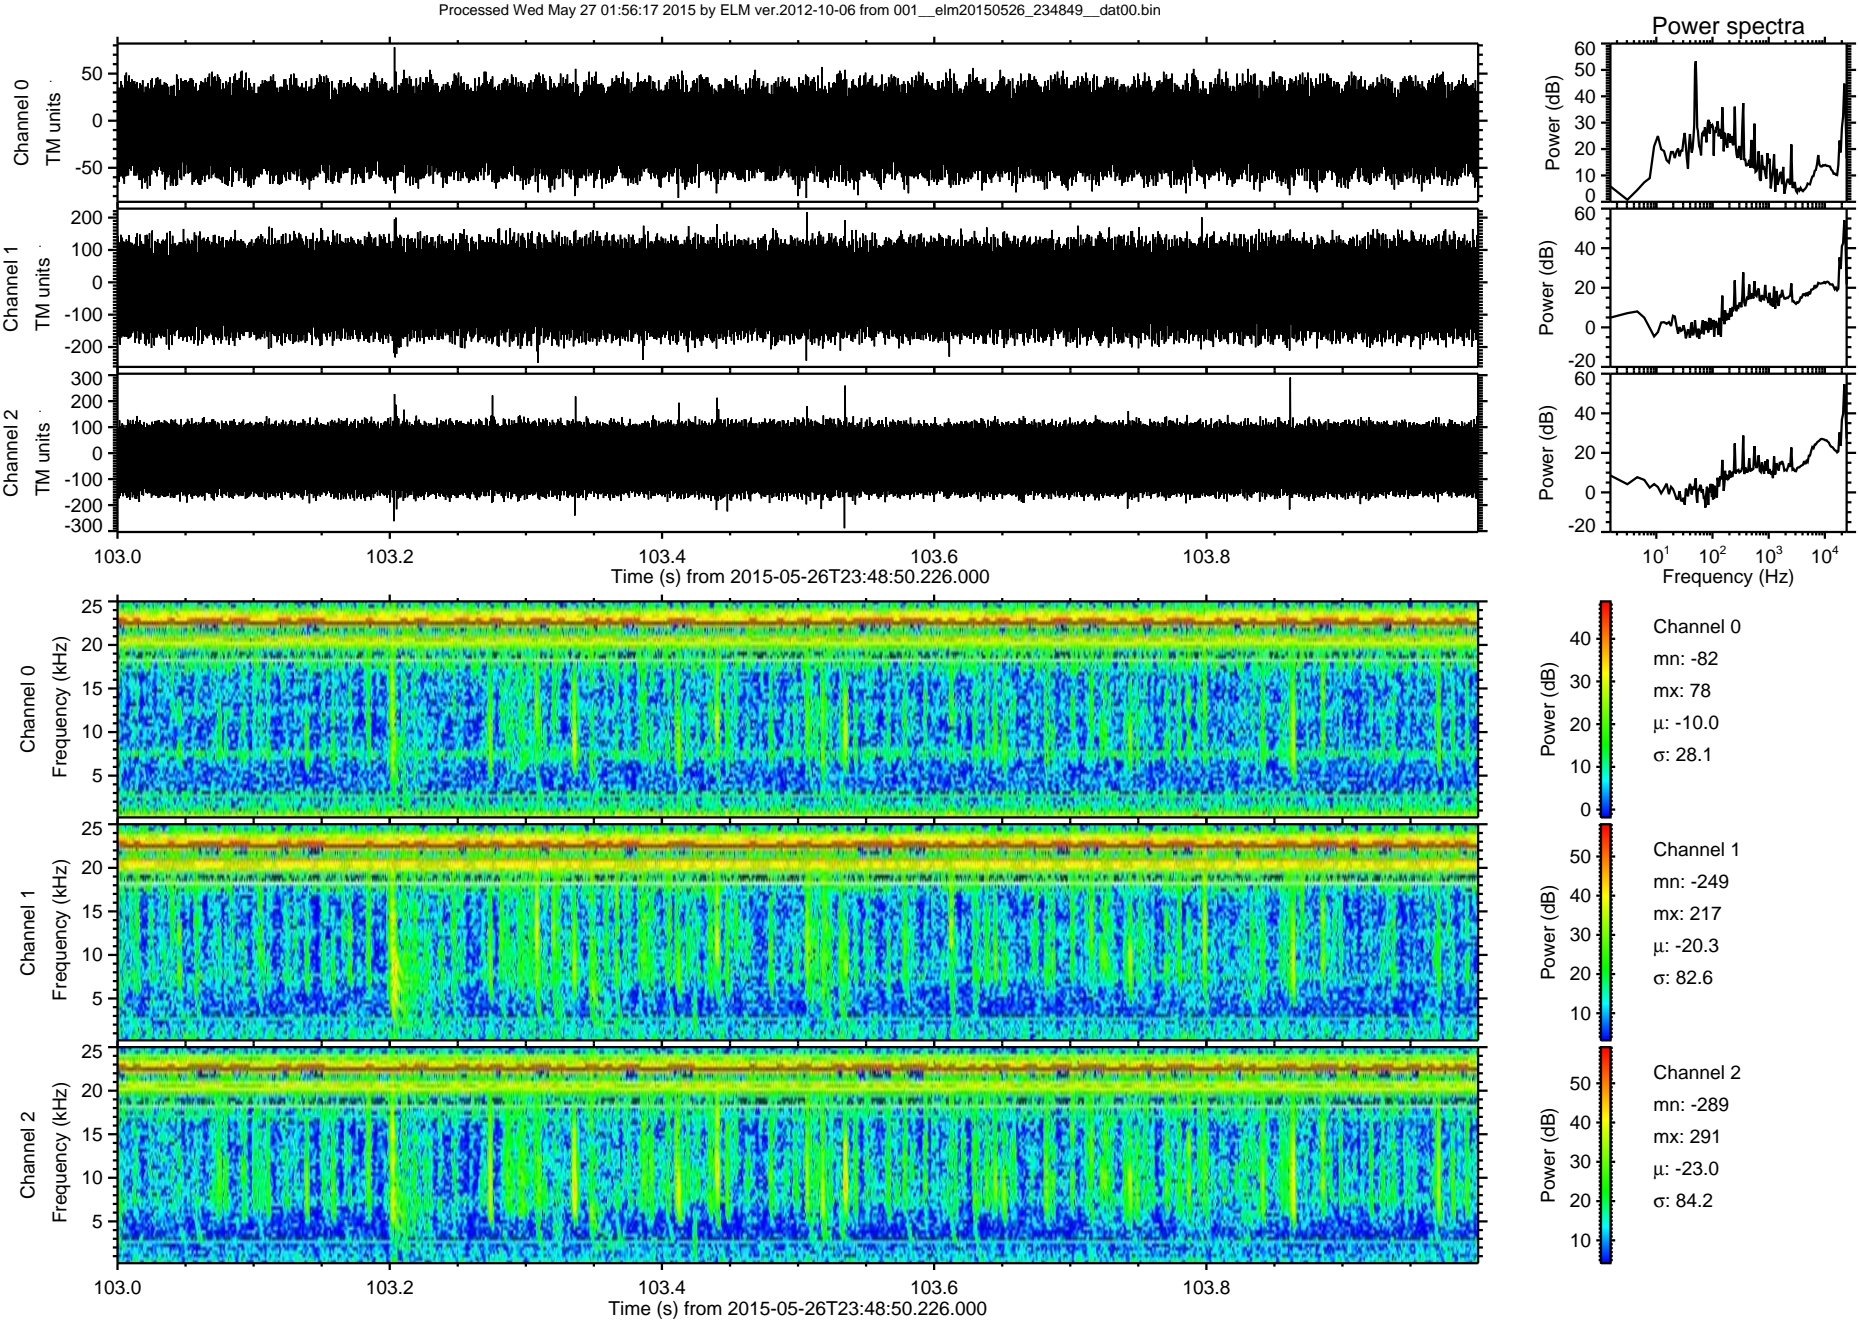 Processed Wed May 27 01:56:17 2015 by ELM ver.2012-10-06 from 001__elm20150526_234849__dat00.bin
Power spectra
Channel 0
TM units
50
0
-50
Power (dB)
60
50
40
30
20
10
0
Channel 1
TM units
200
100
0
-100
-200
Power (dB)
60
40
20
0
-20
Channel 2
TM units
300
200
100
0
-100
-200
-300
Power (dB)
60
40
20
0
-20
103.0 103.2 103.4 103.6 103.8
Time (s) from 2015-05-26T23:48:50.226.000
10^1 10^2 10^3 10^4
Frequency (Hz)
Channel 0
Frequency (kHz)
25
20
15
10
5
Power (dB)
40
30
20
10
0
Channel 0
mn: -82
mx: 78
μ: -10.0
σ: 28.1
Channel 1
Frequency (kHz)
25
20
15
10
5
Power (dB)
50
40
30
20
10
Channel 1
mn: -249
mx: 217
μ: -20.3
σ: 82.6
Channel 2
Frequency (kHz)
25
20
15
10
5
Power (dB)
50
40
30
20
10
Channel 2
mn: -289
mx: 291
μ: -23.0
σ: 84.2
103.0 103.2 103.4 103.6 103.8
Time (s) from 2015-05-26T23:48:50.226.000